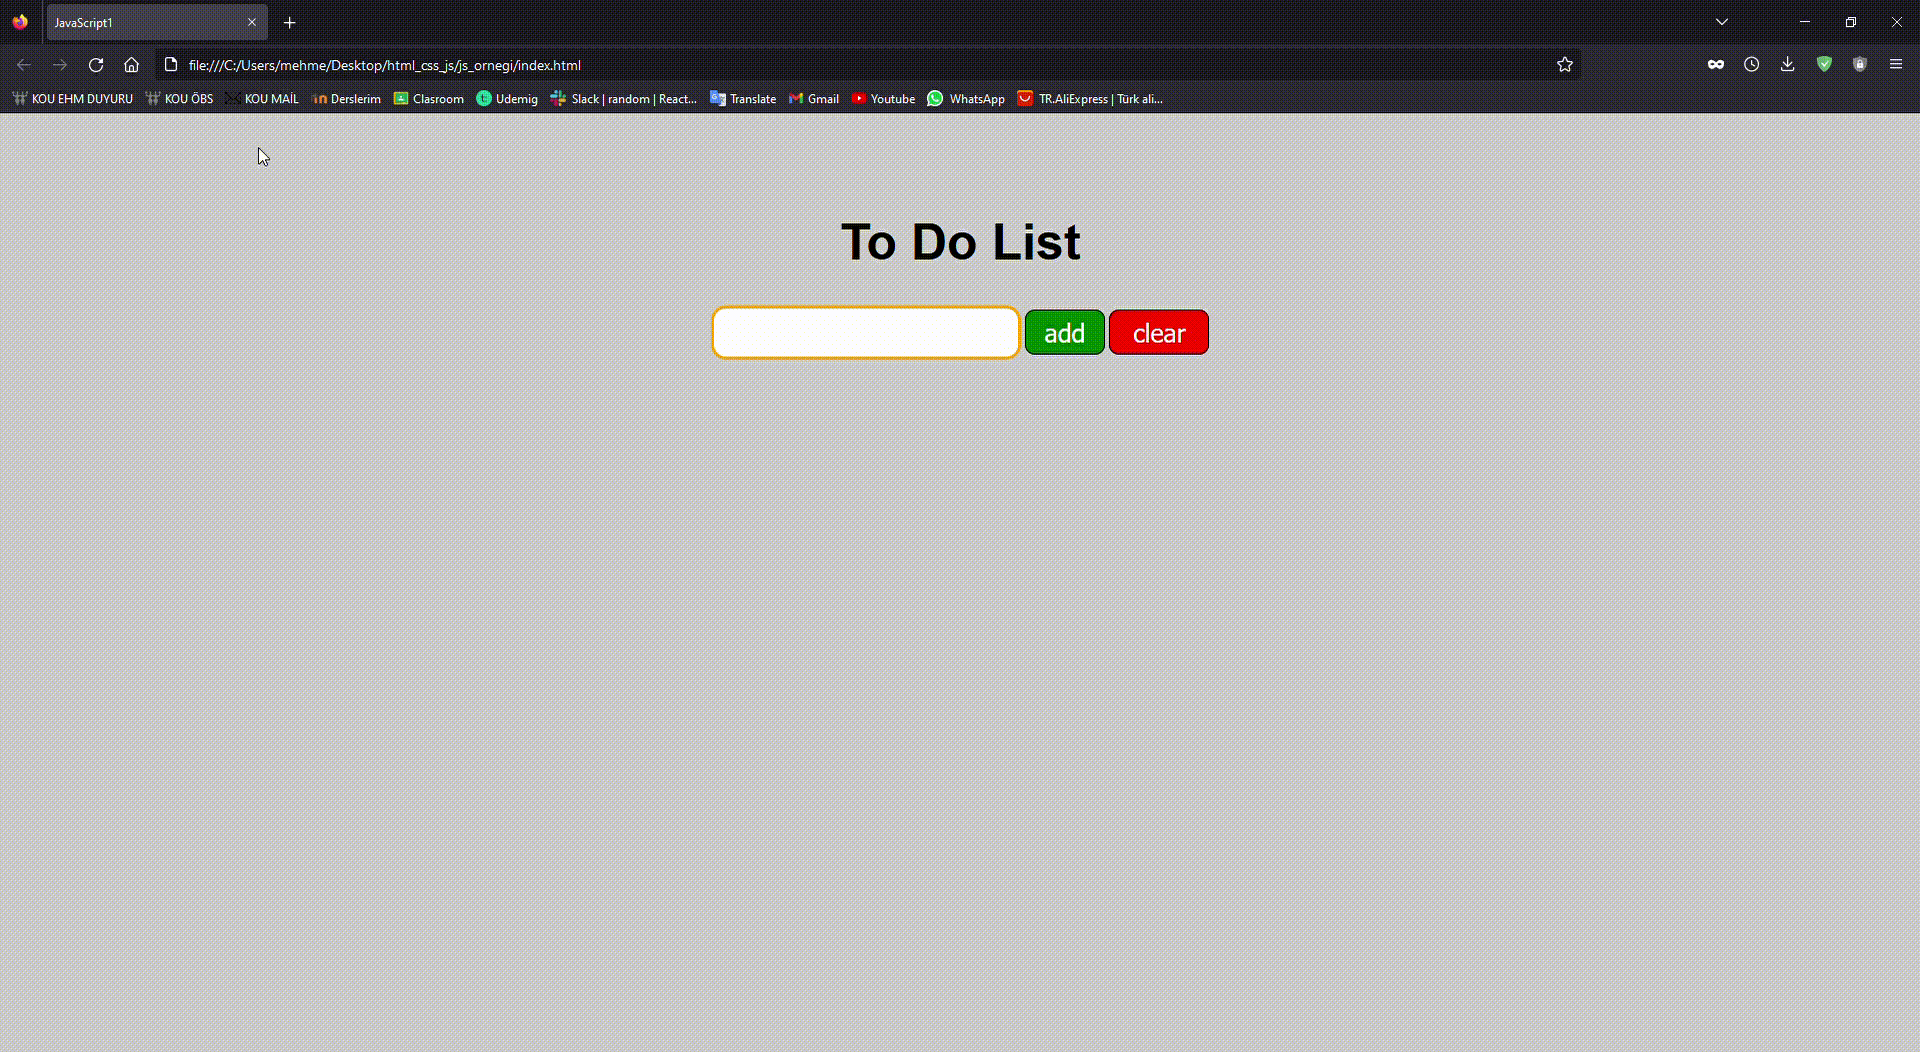 JavaScript1
file:///C:/Users/mehme/Desktop/html_css_js/js_ornegi/index.html
KOU EHM DUYURU KOU ÖBS KOU MAİL Derslerim Clasroom Udemig Slack | random | React... Translate Gmail Youtube WhatsApp TR.AliExpress | Türk ali...
To Do List
add clear